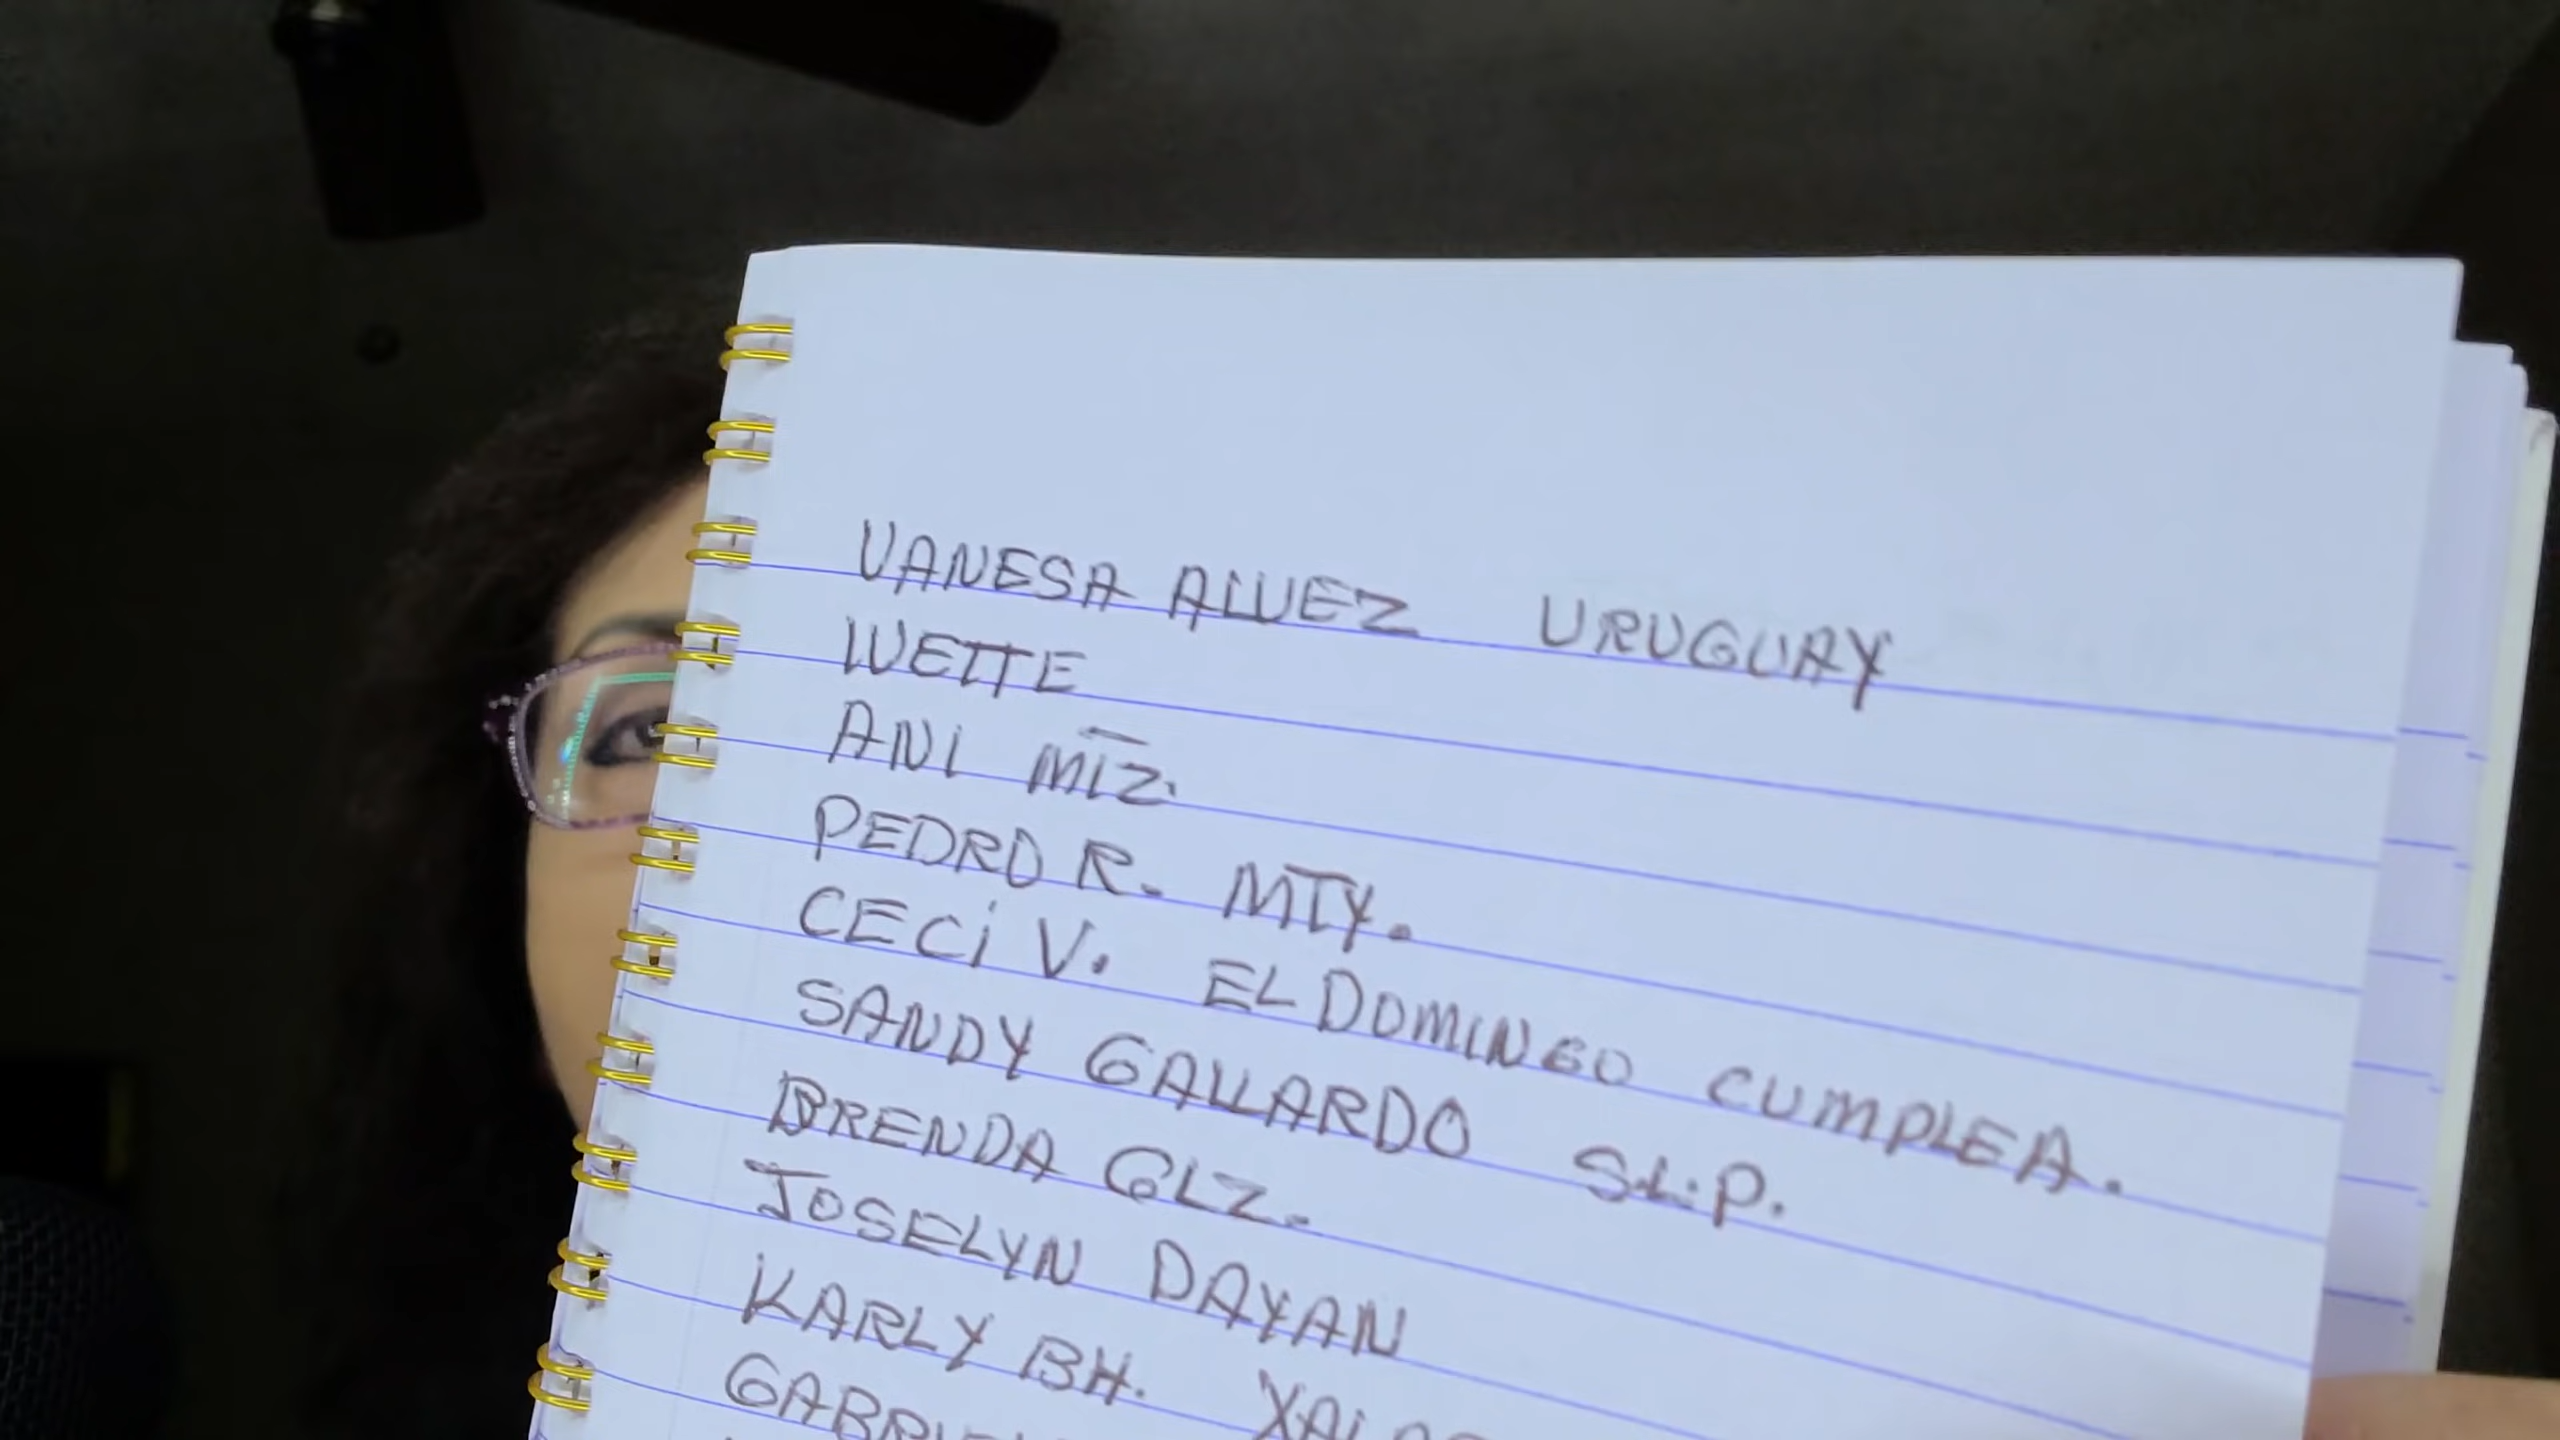 VANESA ALVEZ URUGUAY
IVETTE
ANI MTZ.
PEDRO R. MTY.
CECI V. EL DOMINGO CUMPLEA.
SANDY GALLARDO S.L.P.
BRENDA GLZ.
JOSELYN DAYAN
KARLY BH.